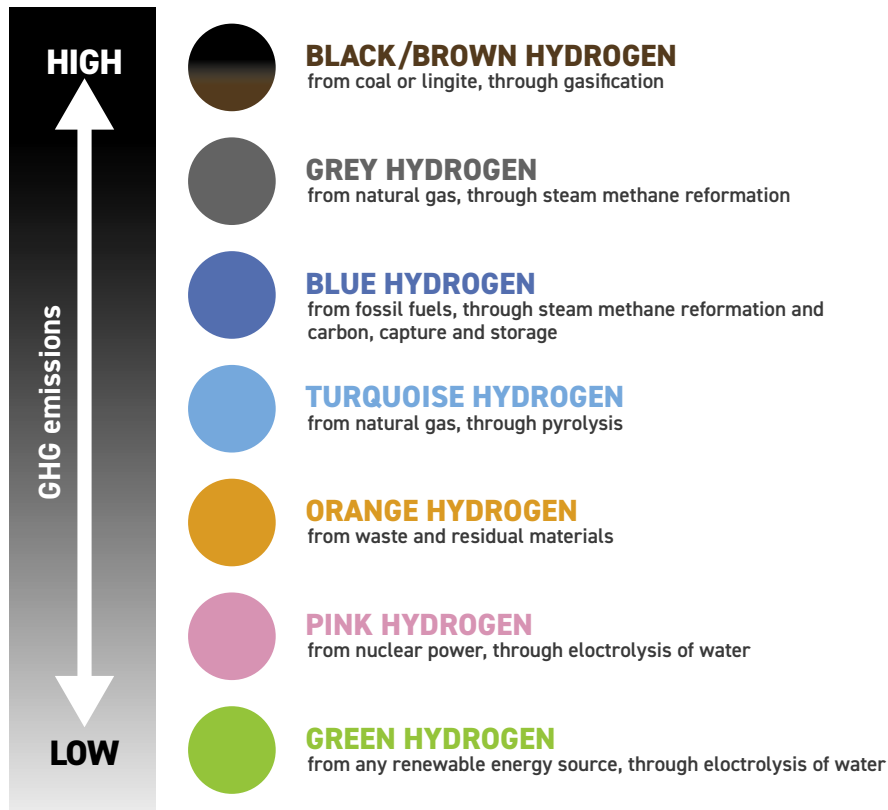 HIGH
GHG emissions
LOW
BLACK/BROWN HYDROGEN
from coal or lingite, through gasification
GREY HYDROGEN
from natural gas, through steam methane reformation
BLUE HYDROGEN
from fossil fuels, through steam methane reformation and
carbon, capture and storage
TURQUOISE HYDROGEN
from natural gas, through pyrolysis
ORANGE HYDROGEN
from waste and residual materials
PINK HYDROGEN
from nuclear power, through eloctrolysis of water
GREEN HYDROGEN
from any renewable energy source, through eloctrolysis of water